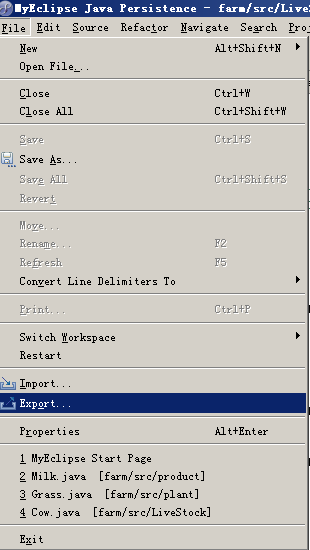 MyEclipse Java Persistence - farm/src/LiveS
File Edit Source Refactor Navigate Search Pro
New Alt+Shift+N
Open File...
Close Ctrl+W
Close All Ctrl+Shift+W
Save Ctrl+S
Save As...
Save All Ctrl+Shift+S
Revert
Move...
Rename... F2
Refresh F5
Convert Line Delimiters To
Print... Ctrl+P
Switch Workspace
Restart
Import...
Export...
Properties Alt+Enter
1 MyEclipse Start Page
2 Milk.java [farm/src/product]
3 Grass.java [farm/src/plant]
4 Cow.java [farm/src/LiveStock]
Exit